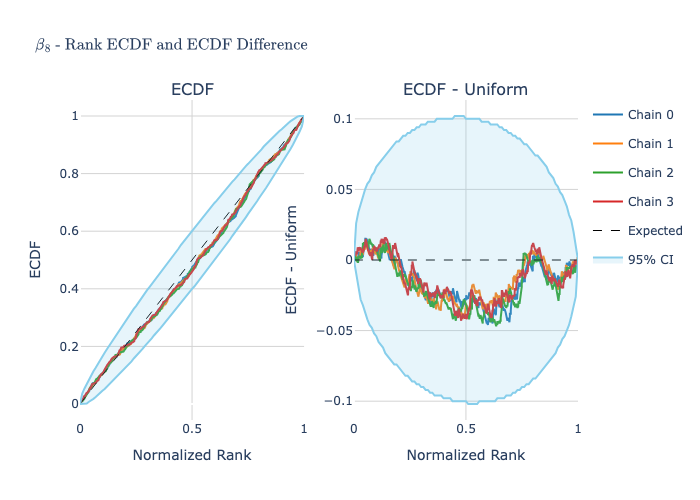 β₈ - Rank ECDF and ECDF Difference
ECDF
ECDF - Uniform
1
0.8
0.6
0.4
0.2
0
0
0.5
1
ECDF
Normalized Rank
0.1
0.05
0
−0.05
−0.1
0
0.5
1
ECDF - Uniform
Normalized Rank
Chain 0
Chain 1
Chain 2
Chain 3
Expected
95% CI